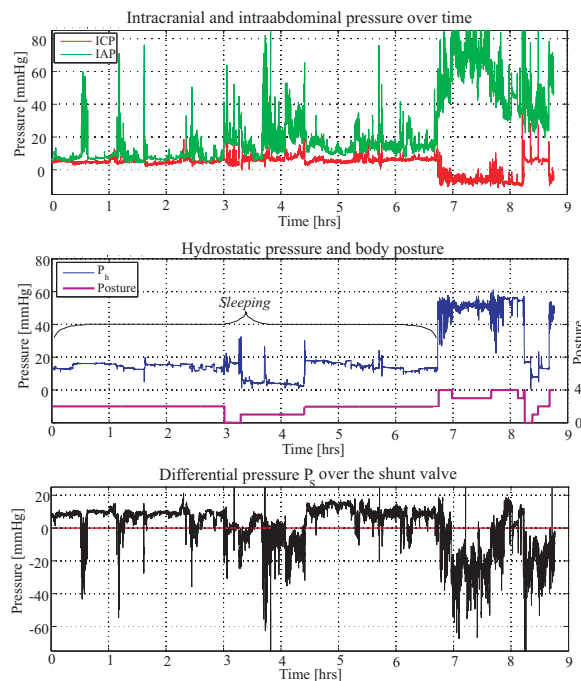 Intracranial and intraabdominal pressure over time
ICP
IAP
Pressure [mmHg]
80
60
40
20
0
0 1 2 3 4 5 6 7 8 9
Time [hrs]
Hydrostatic pressure and body posture
P_h
Posture
Sleeping
Pressure [mmHg]
80
60
40
20
0
Posture
4
0
0 1 2 3 4 5 6 7 8 9
Time [hrs]
Differential pressure P_s over the shunt valve
Pressure [mmHg]
20
0
-20
-40
-60
0 1 2 3 4 5 6 7 8 9
Time [hrs]